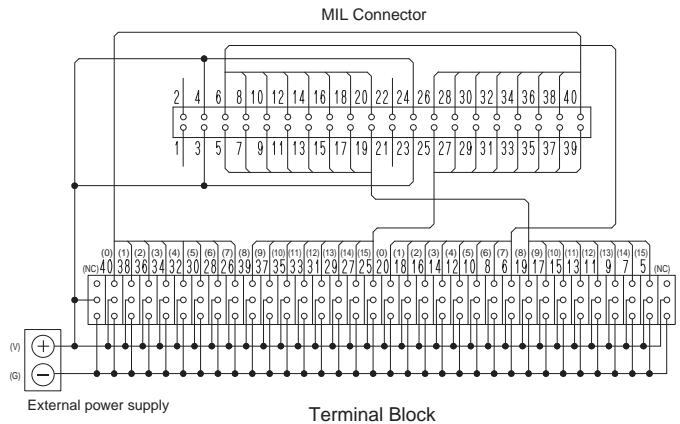 MIL Connector
2 4 6 8 10 12 14 16 18 20 22 24 26 28 30 32 34 36 38 40
1 3 5 7 9 11 13 15 17 19 21 23 25 27 29 31 33 35 37 39
(0) (1) (2) (3) (4) (5) (6) (7) (8) (9) (10) (11) (12) (13) (14) (15) (0) (1) (2) (3) (4) (5) (6) (7) (8) (9) (10) (11) (12) (13) (14) (15)
(NC) 40 38 36 34 32 30 28 26 39 37 35 33 31 29 27 25 20 18 16 14 12 10 8 6 19 17 15 13 11 9 7 5 (NC)
(V) +
(G) −
External power supply
Terminal Block